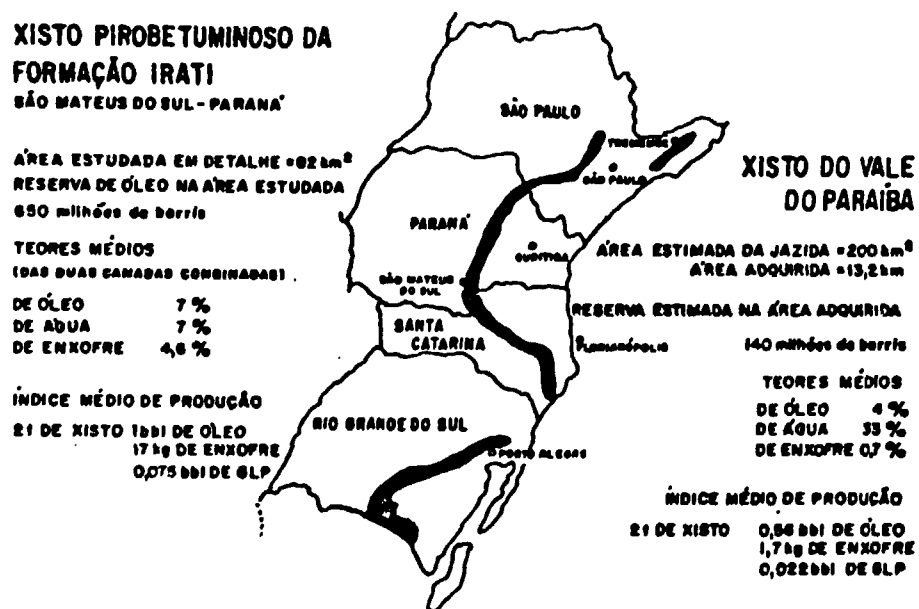 XISTO PIROBETUMINOSO DA
FORMAÇÃO IRATI
SÃO MATEUS DO SUL - PARANÁ
ÁREA ESTUDADA EM DETALHE = 82 km²
RESERVA DE ÓLEO NA ÁREA ESTUDADA
650 milhões de barris
TEORES MÉDIOS
(DAS DUAS CAMADAS COMBINADAS)
DE ÓLEO 7 %
DE ÁGUA 7 %
DE ENXOFRE 4,6 %
ÍNDICE MÉDIO DE PRODUÇÃO
2t DE XISTO 1bbl DE ÓLEO
17 kg DE ENXOFRE
0,075 bbl DE GLP
SÃO PAULO
SÃO PAULO
PARANÁ
CURITIBA
SÃO MATEUS
DO SUL
SANTA
CATARINA
FLORIANÓPOLIS
RIO GRANDE DO SUL
PORTO ALEGRE
XISTO DO VALE
DO PARAÍBA
ÁREA ESTIMADA DA JAZIDA = 200 km²
ÁREA ADQUIRIDA = 13,2 km
RESERVA ESTIMADA NA ÁREA ADQUIRIDA
140 milhões de barris
TEORES MÉDIOS
DE ÓLEO 4 %
DE ÁGUA 33 %
DE ENXOFRE 0,7 %
ÍNDICE MÉDIO DE PRODUÇÃO
2t DE XISTO 0,56 bbl DE ÓLEO
1,7 kg DE ENXOFRE
0,022 bbl DE GLP